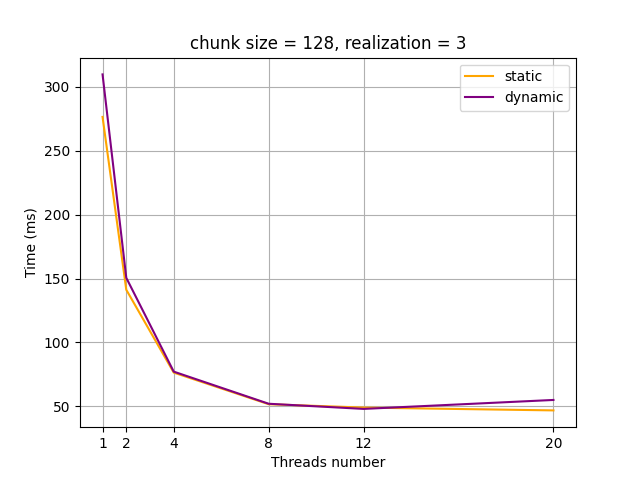 chunk size = 128, realization = 3
static
dynamic
Time (ms)
300
250
200
150
100
50
1 2 4 8 12 20
Threads number